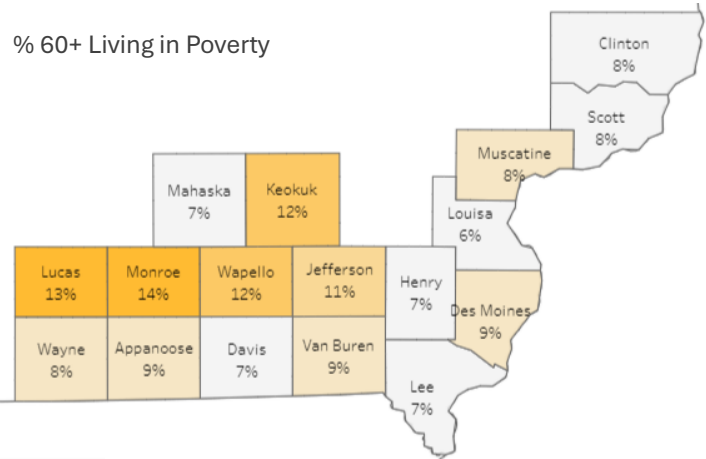 % 60+ Living in Poverty
Clinton
8%
Scott
8%
Muscatine
8%
Mahaska
7%
Keokuk
12%
Louisa
6%
Lucas
13%
Monroe
14%
Wapello
12%
Jefferson
11%
Henry
7%
Des Moines
9%
Wayne
8%
Appanoose
9%
Davis
7%
Van Buren
9%
Lee
7%